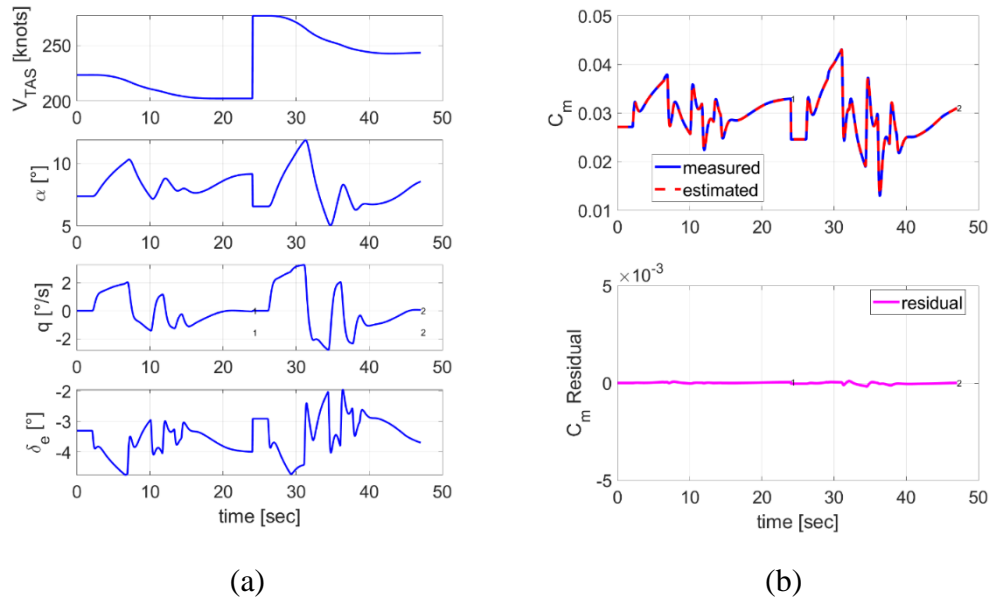 V_TAS [knots]
250
200
0 10 20 30 40 50
α [°]
10
5
0 10 20 30 40 50
q [°/s]
2
0
-2
1
1
2
2
0 10 20 30 40 50
δ_e [°]
-2
-3
-4
0 10 20 30 40 50
time [sec]
(a)
C_m
0.05
0.04
0.03
0.02
0.01
1
2
measured
estimated
0 10 20 30 40 50
×10^-3
C_m Residual
5
0
-5
residual
1
2
0 10 20 30 40 50
time [sec]
(b)